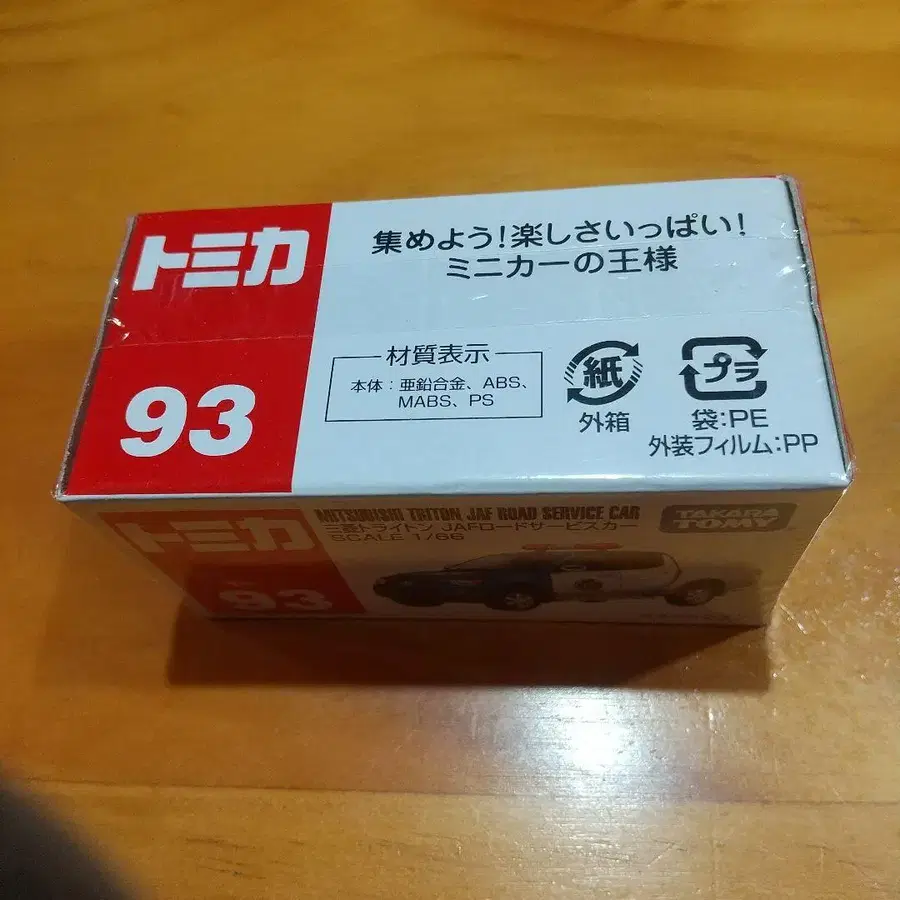 トミカ
93
集めよう!楽しさいっぱい!
ミニカーの王様
材質表示
本体:亜鉛合金、ABS、
MABS、PS
紙
外箱
プラ
袋:PE
外装フィルム:PP
トミカ
93
MITSUBISHI TRITON JAF ROAD SERVICE CAR
三菱トライトン JAFロードサービスカー
SCALE 1/66
TAKARA
TOMY